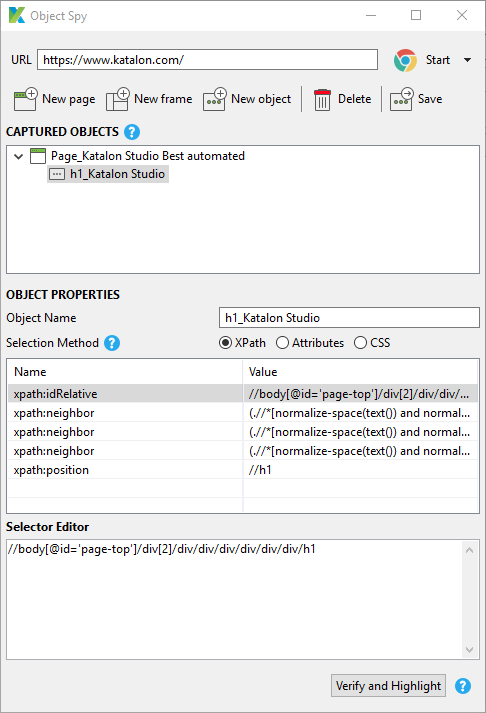 Object Spy
URL https://www.katalon.com/ Start
New page New frame New object Delete Save
CAPTURED OBJECTS ?
Page_Katalon Studio Best automated
h1_Katalon Studio
OBJECT PROPERTIES
Object Name h1_Katalon Studio
Selection Method ? XPath Attributes CSS
Name Value
xpath:idRelative //body[@id='page-top']/div[2]/div/div/...
xpath:neighbor (.//*[normalize-space(text()) and normal...
xpath:neighbor (.//*[normalize-space(text()) and normal...
xpath:neighbor (.//*[normalize-space(text()) and normal...
xpath:position //h1
Selector Editor
//body[@id='page-top']/div[2]/div/div/div/div/div/div/h1
Verify and Highlight ?